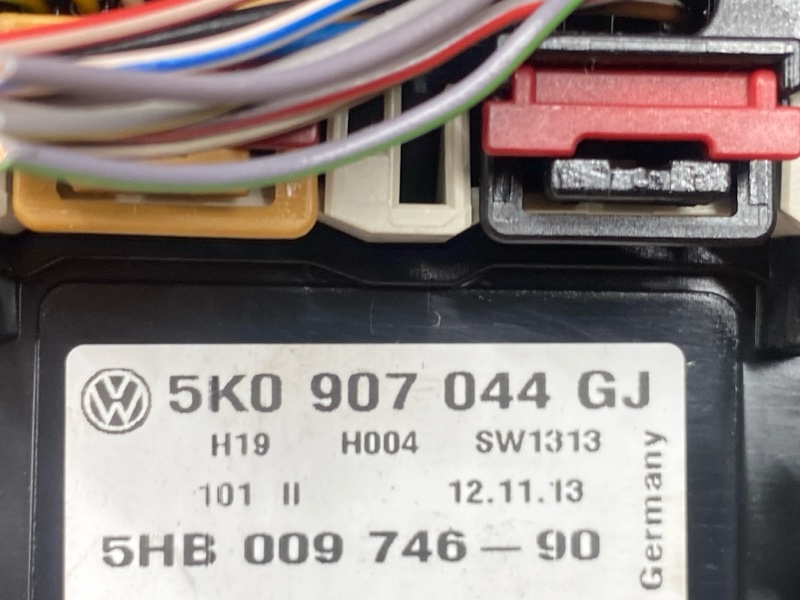 5K0 907 044 GJ
H19 H004 SW1313
101 II 12.11.13
5HB 009 746-90
Germany